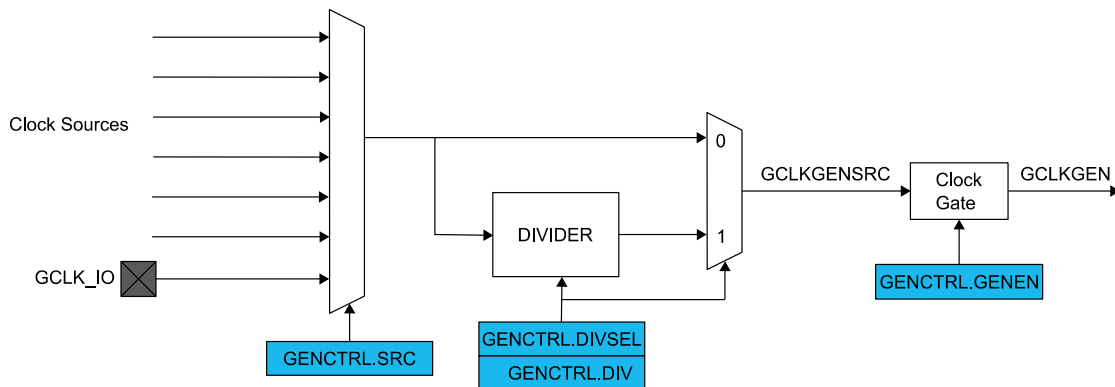 Clock Sources
GCLK_IO
GENCTRL.SRC
DIVIDER
GENCTRL.DIVSEL
GENCTRL.DIV
0
1
GCLKGENSRC
Clock
Gate
GCLKGEN
GENCTRL.GENEN